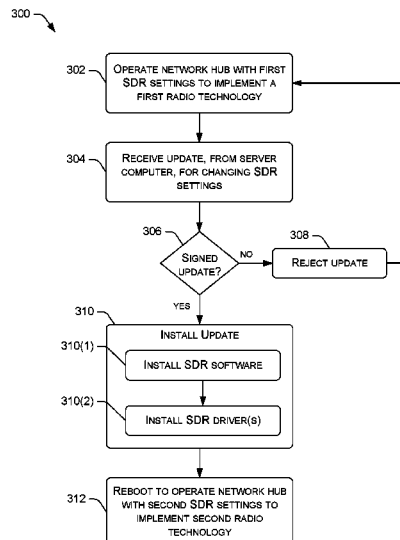 300
302
OPERATE NETWORK HUB WITH FIRST
SDR SETTINGS TO IMPLEMENT A
FIRST RADIO TECHNOLOGY
304
RECEIVE UPDATE, FROM SERVER
COMPUTER, FOR CHANGING SDR
SETTINGS
306
SIGNED
UPDATE?
NO
308
REJECT UPDATE
YES
310
INSTALL UPDATE
310(1)
INSTALL SDR SOFTWARE
310(2)
INSTALL SDR DRIVER(S)
312
REBOOT TO OPERATE NETWORK HUB
WITH SECOND SDR SETTINGS TO
IMPLEMENT SECOND RADIO
TECHNOLOGY